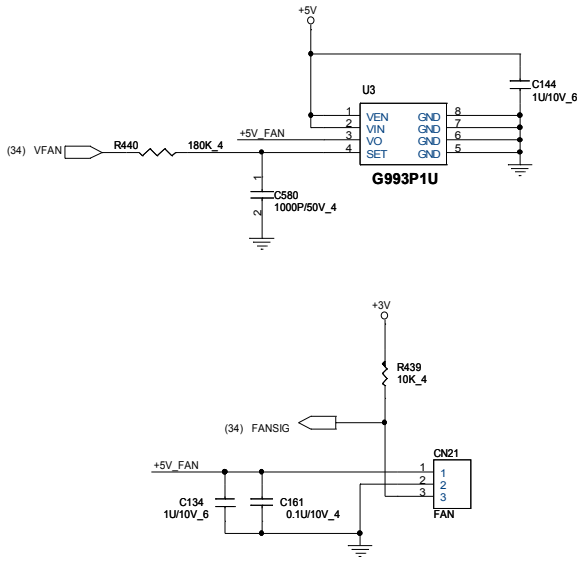 +5V
C144
1U/10V_6
U3
1 VEN GND 8
2 VIN GND 7
3 VO GND 6
4 SET GND 5
G993P1U
+5V_FAN
(34) VFAN
R440 180K_4
1
C580
1000P/50V_4
2
+3V
R439
10K_4
(34) FANSIG
CN21
+5V_FAN
1 1
2 2
3 3
FAN
C134
1U/10V_6
C161
0.1U/10V_4